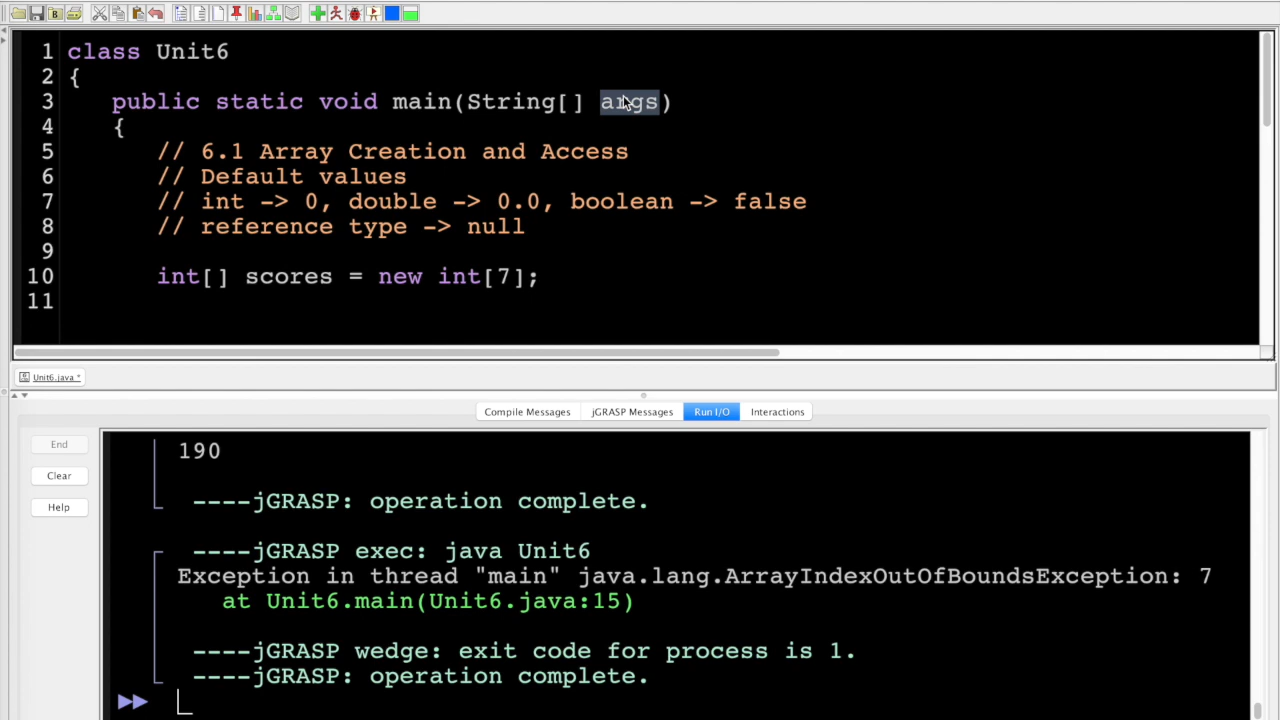 1 class Unit6
2 {
3 public static void main(String[] args)
4 {
5 // 6.1 Array Creation and Access
6 // Default values
7 // int -> 0, double -> 0.0, boolean -> false
8 // reference type -> null
9
10 int[] scores = new int[7];
11
Unit6.java *
Compile Messages jGRASP Messages Run I/O Interactions
End
Clear
Help
190
----jGRASP: operation complete.
----jGRASP exec: java Unit6
Exception in thread "main" java.lang.ArrayIndexOutOfBoundsException: 7
at Unit6.main(Unit6.java:15)
----jGRASP wedge: exit code for process is 1.
----jGRASP: operation complete.